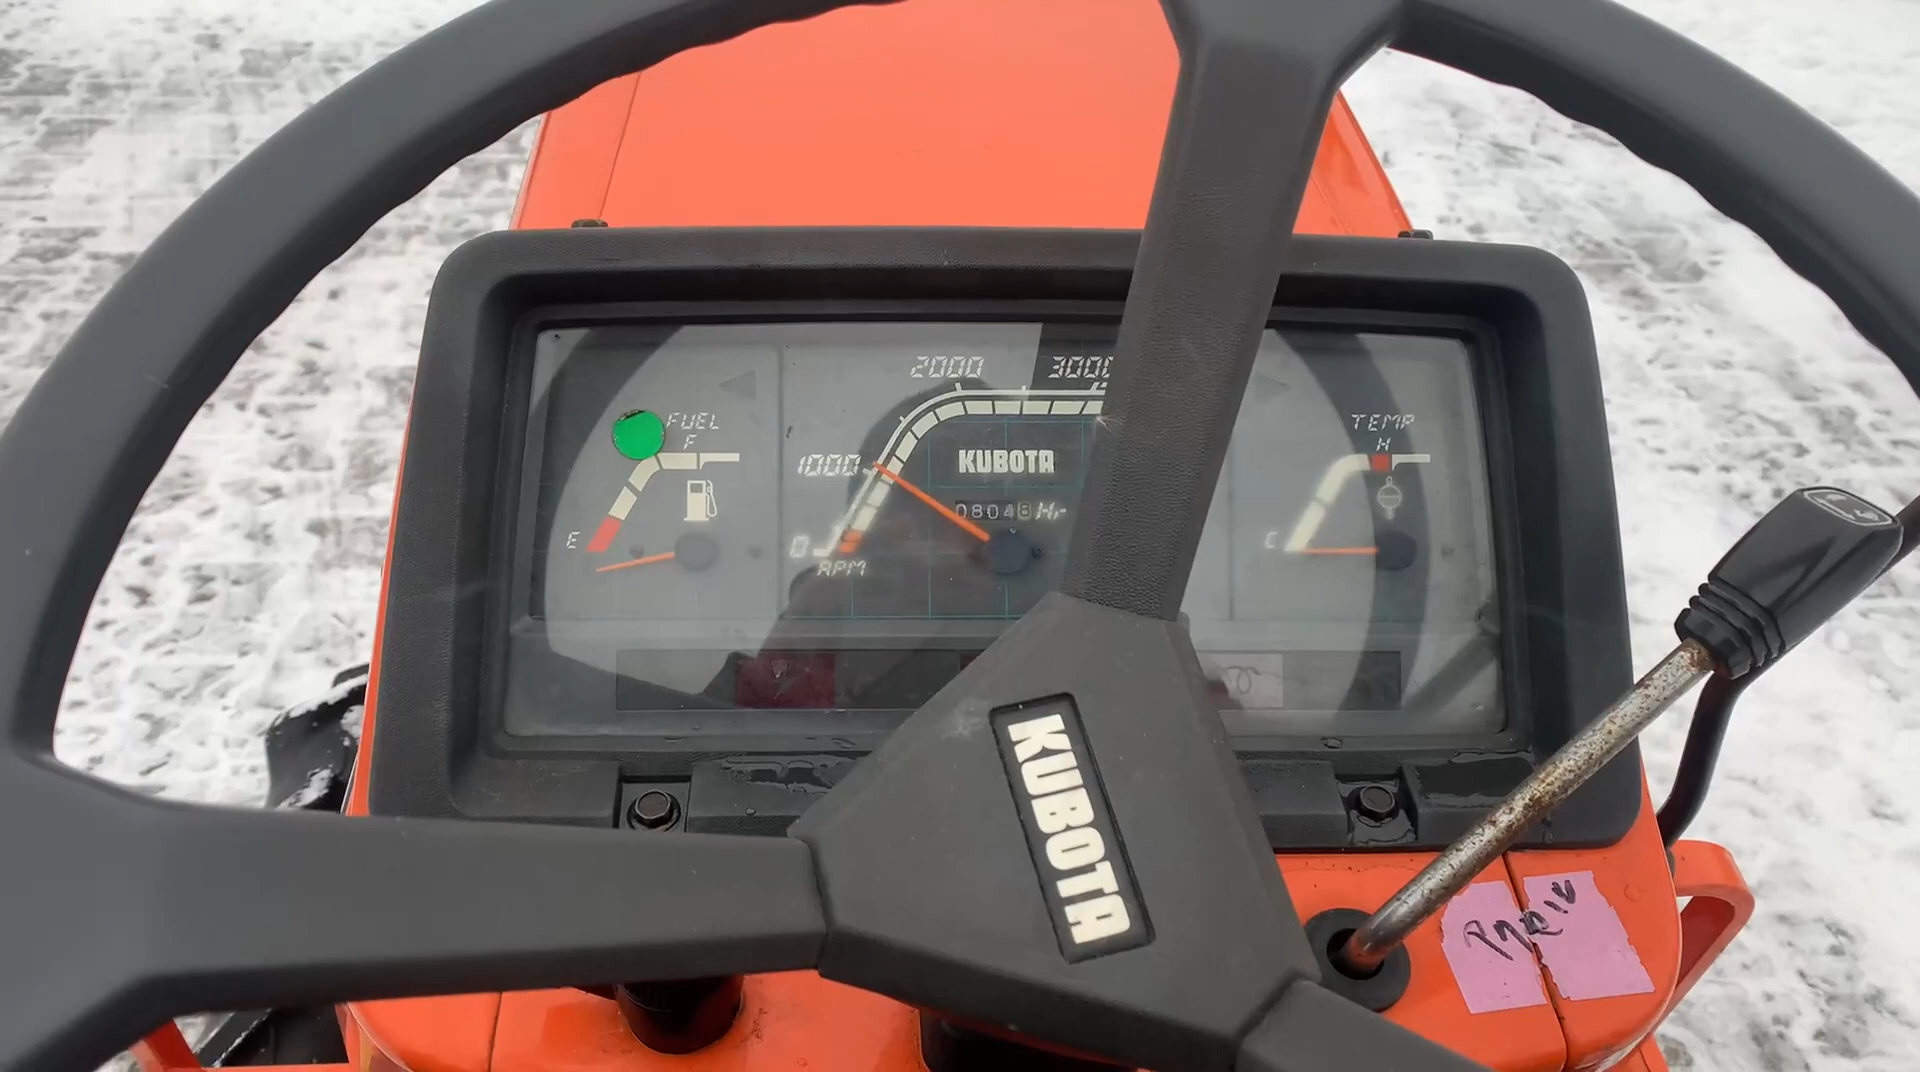 2000 3000
FUEL
F
TEMP
H
1000
KUBOTA
08048 Hr
E
0
RPM
C
KUBOTA